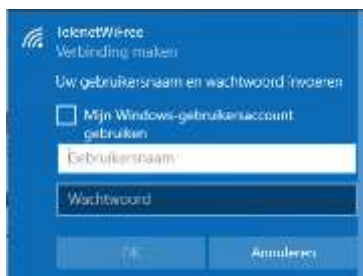 TelenetWiFree
Verbinding maken
Uw gebruikersnaam en wachtwoord invoeren
Mijn Windows-gebruikersaccount
gebruiken
Gebruikersnaam
Wachtwoord
OK
Annuleren